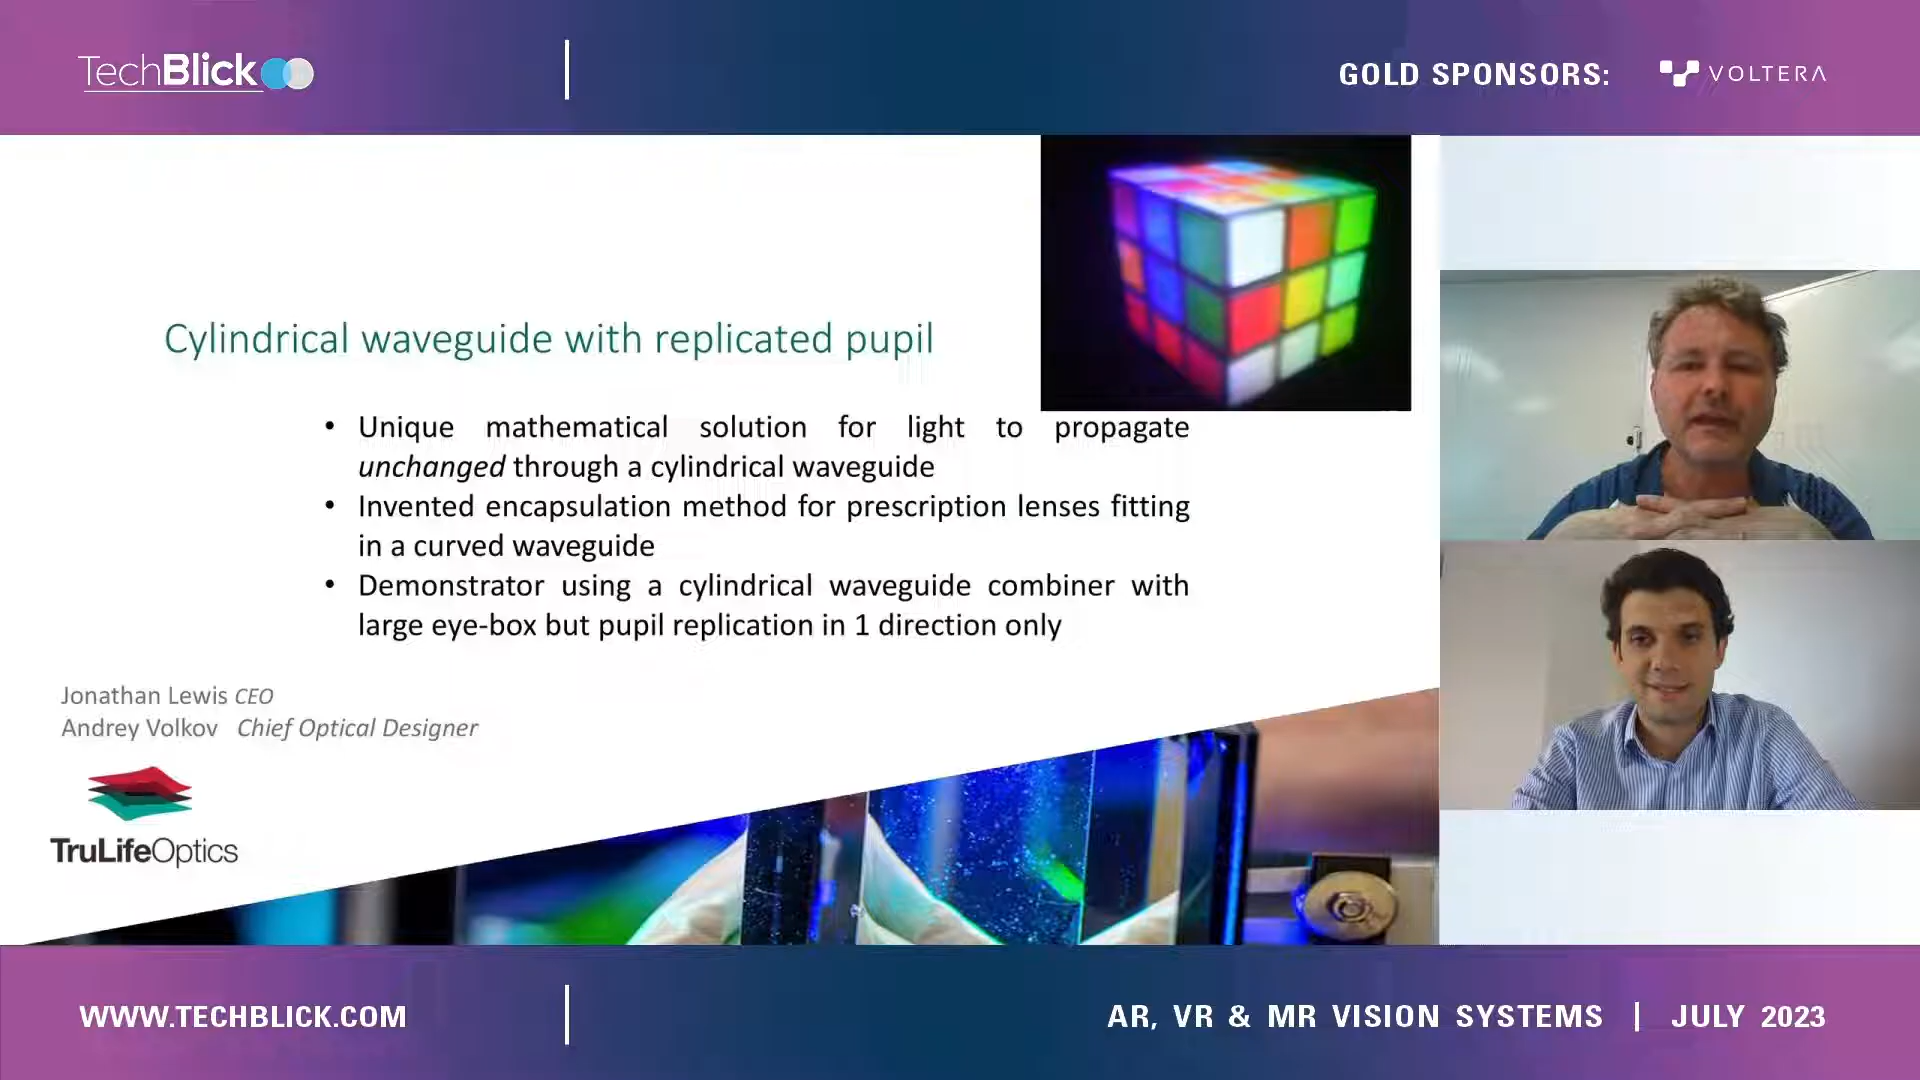 TechBlick
GOLD SPONSORS:
VOLTERA
Cylindrical waveguide with replicated pupil
• Unique mathematical solution for light to propagate
unchanged through a cylindrical waveguide
• Invented encapsulation method for prescription lenses fitting
in a curved waveguide
• Demonstrator using a cylindrical waveguide combiner with
large eye-box but pupil replication in 1 direction only
Jonathan Lewis CEO
Andrey Volkov Chief Optical Designer
TruLifeOptics
WWW.TECHBLICK.COM
AR, VR & MR VISION SYSTEMS | JULY 2023